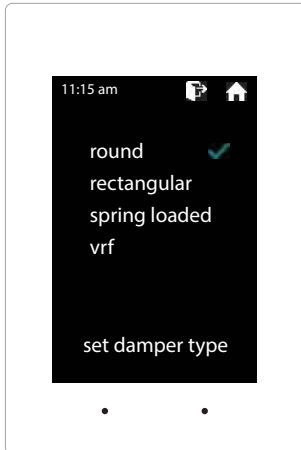 11:15 am
round
rectangular
spring loaded
vrf
set damper type